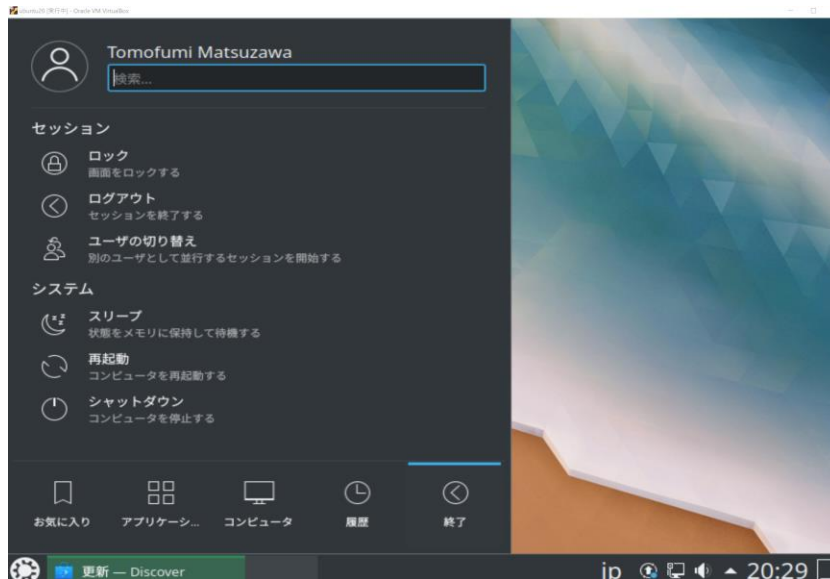 ubuntu20 [実行中] - Oracle VM VirtualBox
Tomofumi Matsuzawa
検索...
セッション
ロック
画面をロックする
ログアウト
セッションを終了する
ユーザの切り替え
別のユーザとして並行するセッションを開始する
システム
スリープ
状態をメモリに保持して待機する
再起動
コンピュータを再起動する
シャットダウン
コンピュータを停止する
お気に入り アプリケーシ... コンピュータ 履歴 終了
更新 — Discover jp 20:29